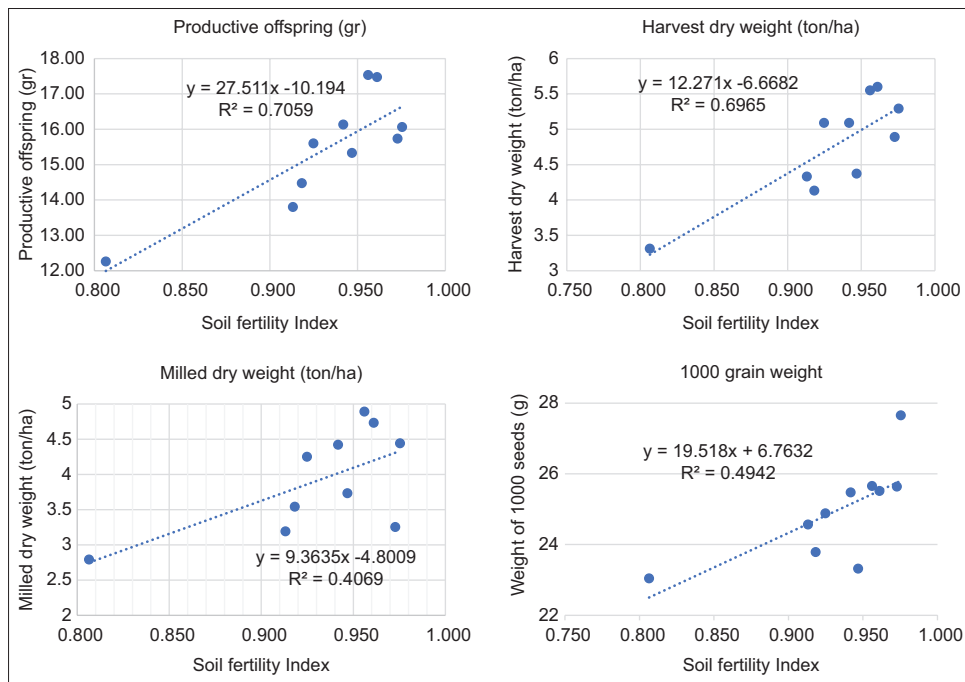 Productive offspring (gr)
18.00
17.00
16.00
15.00
14.00
13.00
12.00
Productive offspring (gr)
y = 27.511x -10.194
R² = 0.7059
0.800 0.850 0.900 0.950 1.000
Soil fertility Index
Harvest dry weight (ton/ha)
6
5.5
5
4.5
4
3.5
3
Harvest dry weight (ton/ha)
y = 12.271x -6.6682
R² = 0.6965
0.750 0.800 0.850 0.900 0.950 1.000
Soil fertility Index
Milled dry weight (ton/ha)
5
4.5
4
3.5
3
2.5
2
Milled dry weight (ton/ha)
y = 9.3635x -4.8009
R² = 0.4069
0.800 0.850 0.900 0.950 1.000
Soil fertility Index
1000 grain weight
28
26
24
22
Weight of 1000 seeds (g)
y = 19.518x + 6.7632
R² = 0.4942
0.750 0.800 0.850 0.900 0.950 1.000
Soil fertility Index